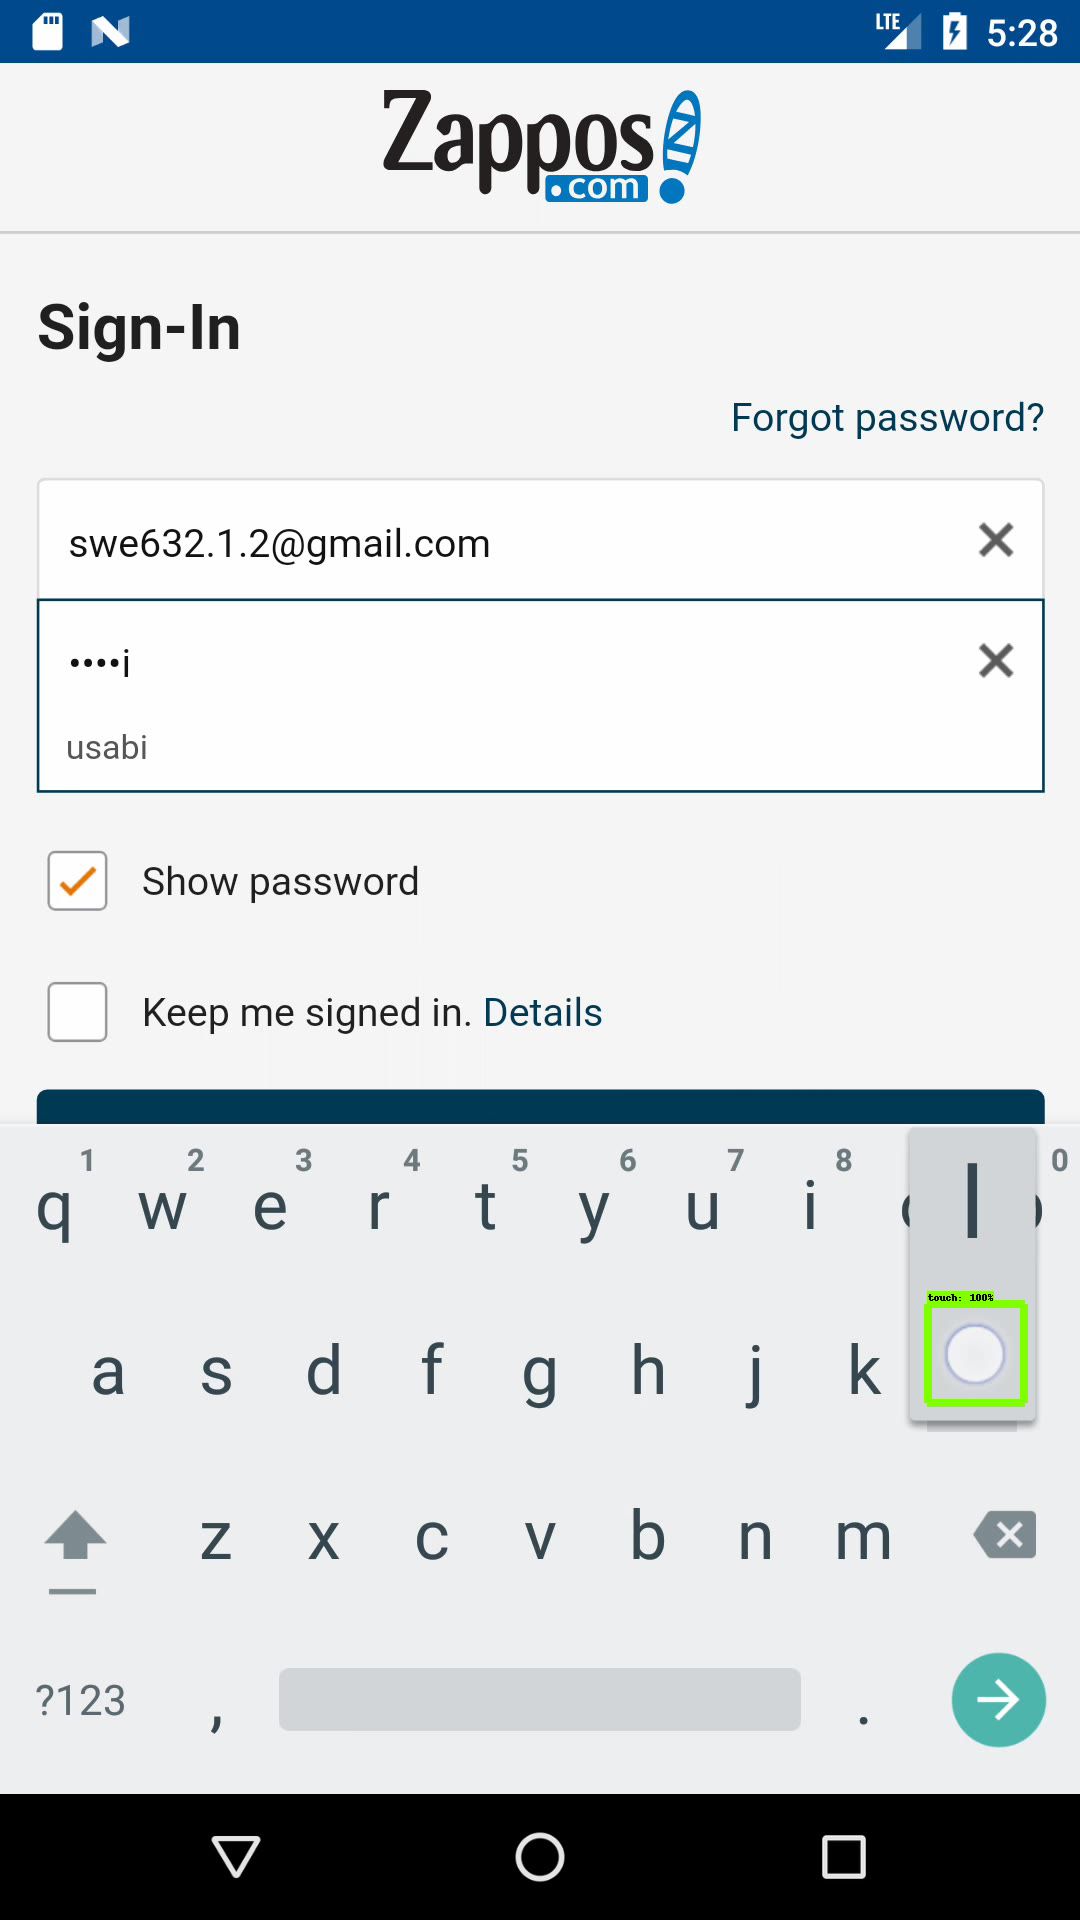 LTE 5:28
Zappos
.com
Sign-In
Forgot password?
swe632.1.2@gmail.com
••••i
usabi
Show password
Keep me signed in. Details
1 2 3 4 5 6 7 8 0
q w e r t y u i l
touch: 100%
a s d f g h j k
z x c v b n m
?123 , .